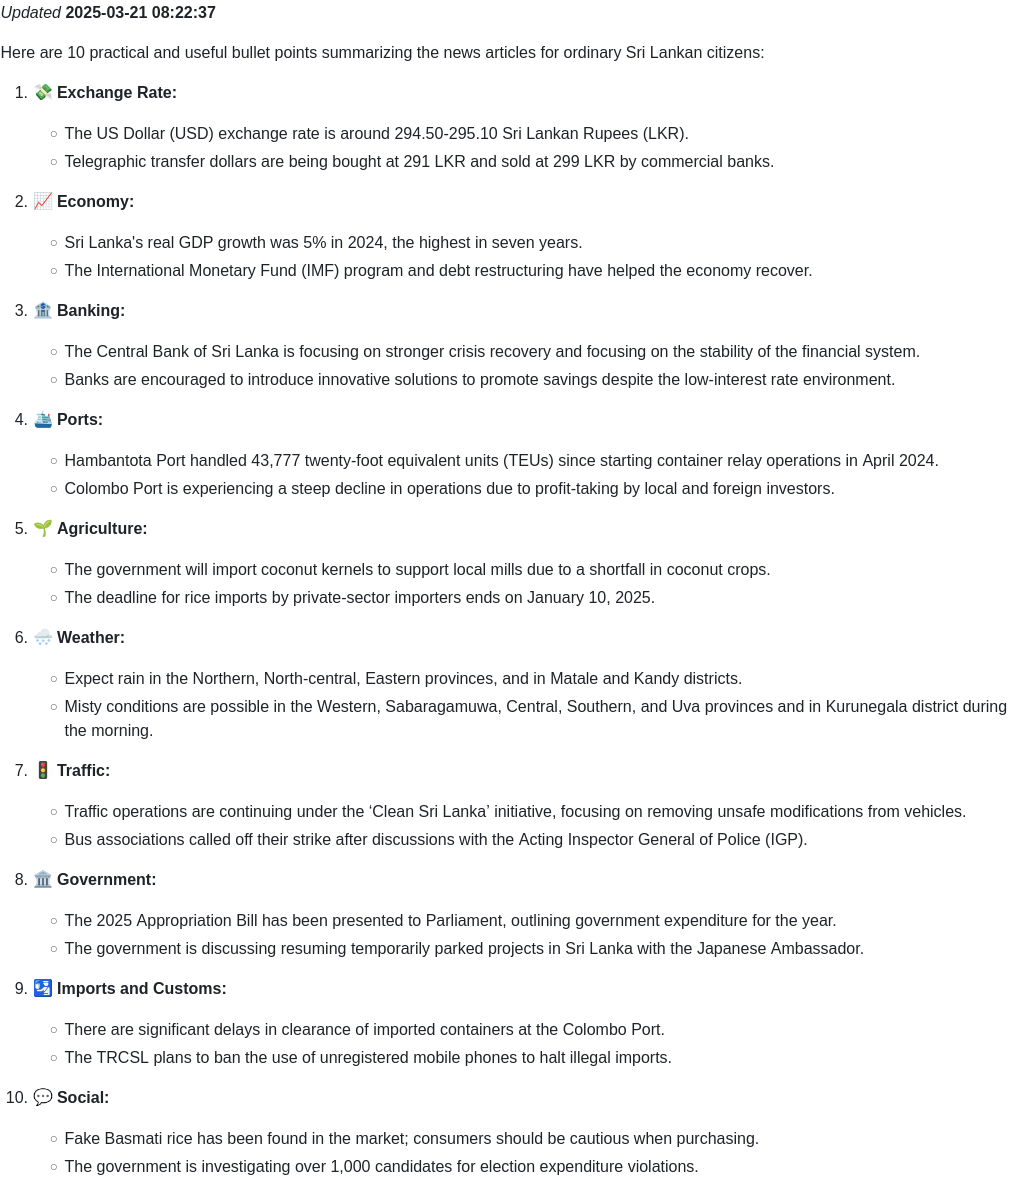 Updated 2025-03-21 08:22:37
Here are 10 practical and useful bullet points summarizing the news articles for ordinary Sri Lankan citizens:
1. 💸 Exchange Rate:
○ The US Dollar (USD) exchange rate is around 294.50-295.10 Sri Lankan Rupees (LKR).
○ Telegraphic transfer dollars are being bought at 291 LKR and sold at 299 LKR by commercial banks.
2. 📈 Economy:
○ Sri Lanka's real GDP growth was 5% in 2024, the highest in seven years.
○ The International Monetary Fund (IMF) program and debt restructuring have helped the economy recover.
3. 🏦 Banking:
○ The Central Bank of Sri Lanka is focusing on stronger crisis recovery and focusing on the stability of the financial system.
○ Banks are encouraged to introduce innovative solutions to promote savings despite the low-interest rate environment.
4. 🚢 Ports:
○ Hambantota Port handled 43,777 twenty-foot equivalent units (TEUs) since starting container relay operations in April 2024.
○ Colombo Port is experiencing a steep decline in operations due to profit-taking by local and foreign investors.
5. 🌱 Agriculture:
○ The government will import coconut kernels to support local mills due to a shortfall in coconut crops.
○ The deadline for rice imports by private-sector importers ends on January 10, 2025.
6. 🌧️ Weather:
○ Expect rain in the Northern, North-central, Eastern provinces, and in Matale and Kandy districts.
○ Misty conditions are possible in the Western, Sabaragamuwa, Central, Southern, and Uva provinces and in Kurunegala district during
the morning.
7. 🚦 Traffic:
○ Traffic operations are continuing under the ‘Clean Sri Lanka’ initiative, focusing on removing unsafe modifications from vehicles.
○ Bus associations called off their strike after discussions with the Acting Inspector General of Police (IGP).
8. 🏛️ Government:
○ The 2025 Appropriation Bill has been presented to Parliament, outlining government expenditure for the year.
○ The government is discussing resuming temporarily parked projects in Sri Lanka with the Japanese Ambassador.
9. 🛂 Imports and Customs:
○ There are significant delays in clearance of imported containers at the Colombo Port.
○ The TRCSL plans to ban the use of unregistered mobile phones to halt illegal imports.
10. 💬 Social:
○ Fake Basmati rice has been found in the market; consumers should be cautious when purchasing.
○ The government is investigating over 1,000 candidates for election expenditure violations.